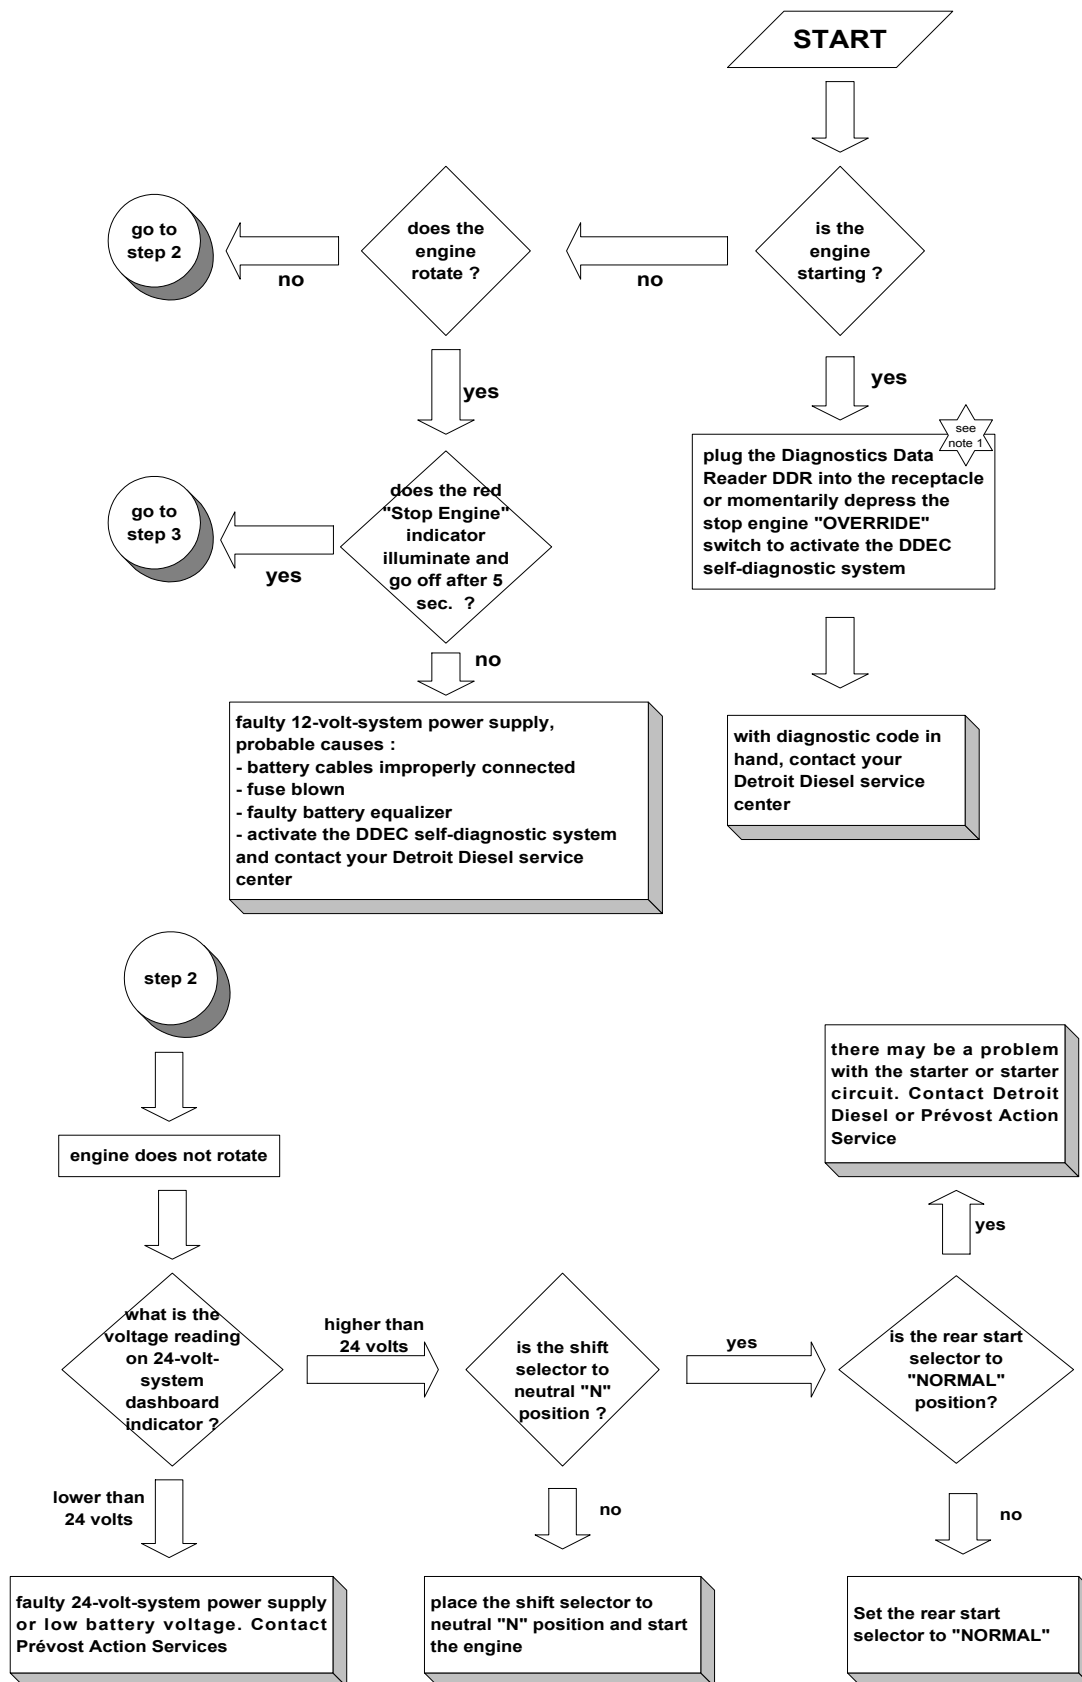 START
is the
engine
starting ?
no
does the
engine
rotate ?
no
go to
step 2
yes
yes
see
note 1
plug the Diagnostics Data
Reader DDR into the receptacle
or momentarily depress the
stop engine "OVERRIDE"
switch to activate the DDEC
self-diagnostic system
does the red
"Stop Engine"
indicator
illuminate and
go off after 5
sec. ?
yes
go to
step 3
no
faulty 12-volt-system power supply,
probable causes :
- battery cables improperly connected
- fuse blown
- faulty battery equalizer
- activate the DDEC self-diagnostic system
and contact your Detroit Diesel service
center
with diagnostic code in
hand, contact your
Detroit Diesel service
center
step 2
engine does not rotate
what is the
voltage reading
on 24-volt-
system
dashboard
indicator ?
higher than
24 volts
is the shift
selector to
neutral "N"
position ?
yes
is the rear start
selector to
"NORMAL"
position?
yes
there may be a problem
with the starter or starter
circuit. Contact Detroit
Diesel or Prévost Action
Service
lower than
24 volts
no
no
faulty 24-volt-system power supply
or low battery voltage. Contact
Prévost Action Services
place the shift selector to
neutral "N" position and start
the engine
Set the rear start
selector to "NORMAL"